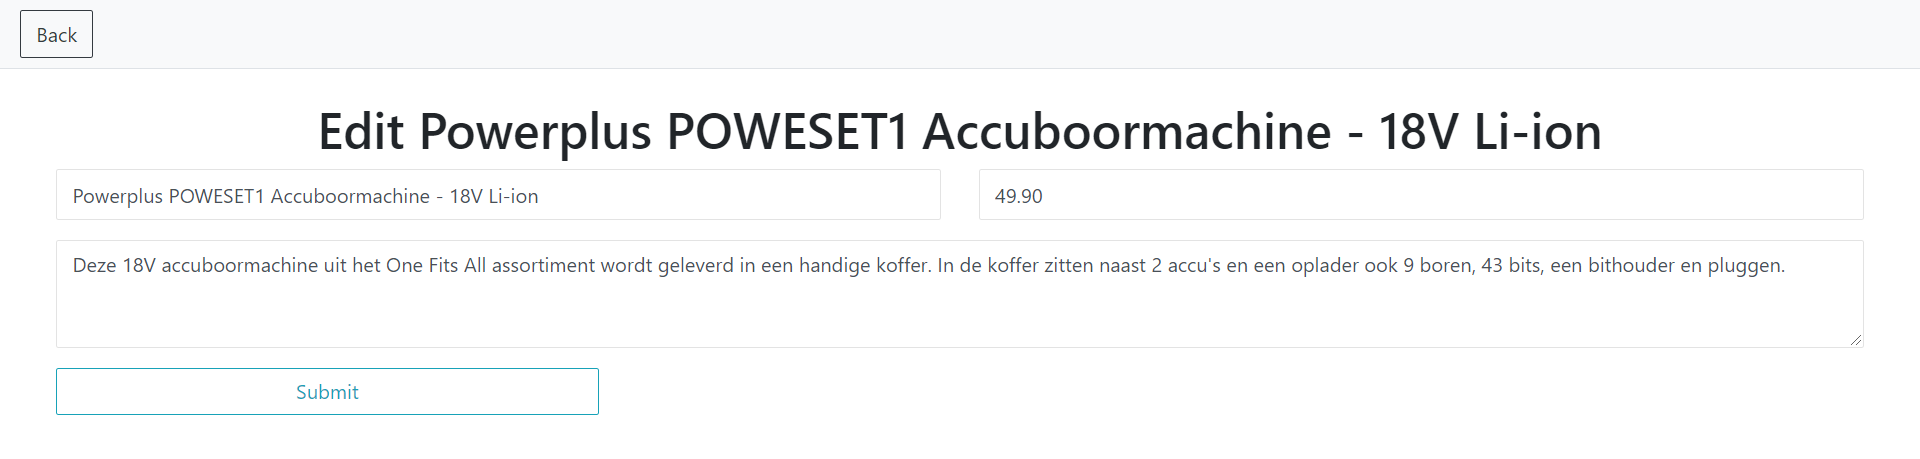 Back
Edit Powerplus POWESET1 Accuboormachine - 18V Li-ion
Powerplus POWESET1 Accuboormachine - 18V Li-ion
49.90
Deze 18V accuboormachine uit het One Fits All assortiment wordt geleverd in een handige koffer. In de koffer zitten naast 2 accu's en een oplader ook 9 boren, 43 bits, een bithouder en pluggen.
Submit